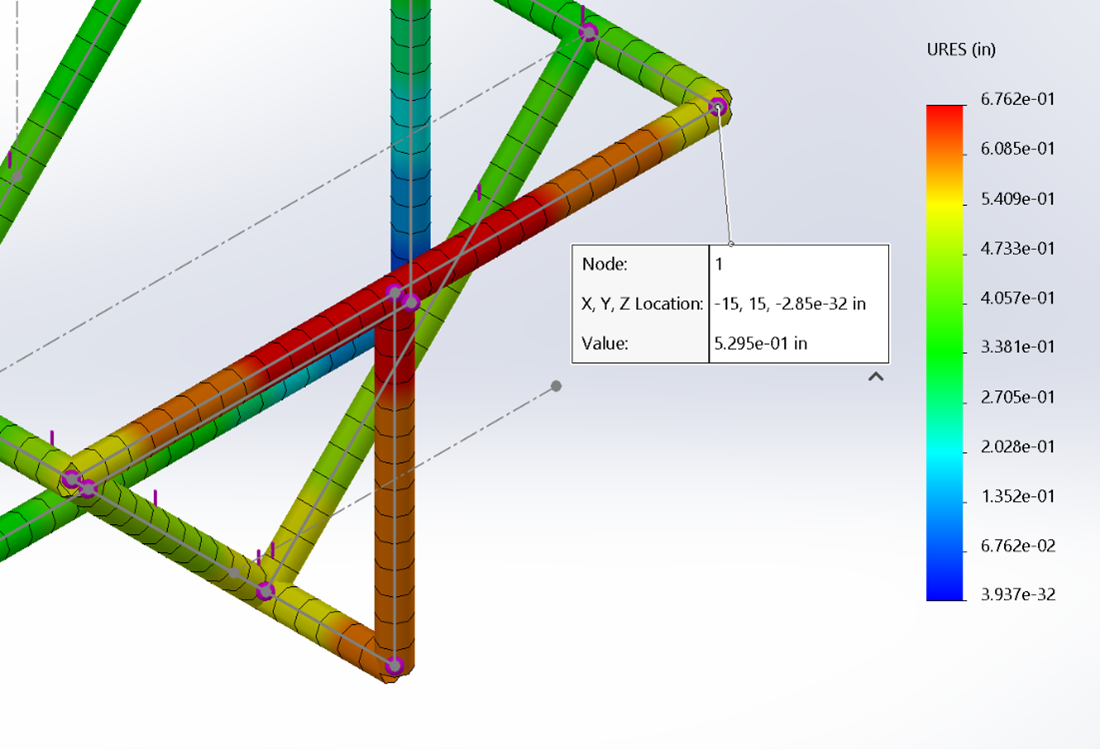 URES (in)
6.762e-01
6.085e-01
5.409e-01
4.733e-01
4.057e-01
3.381e-01
2.705e-01
2.028e-01
1.352e-01
6.762e-02
3.937e-32
Node: 1
X, Y, Z Location: -15, 15, -2.85e-32 in
Value: 5.295e-01 in